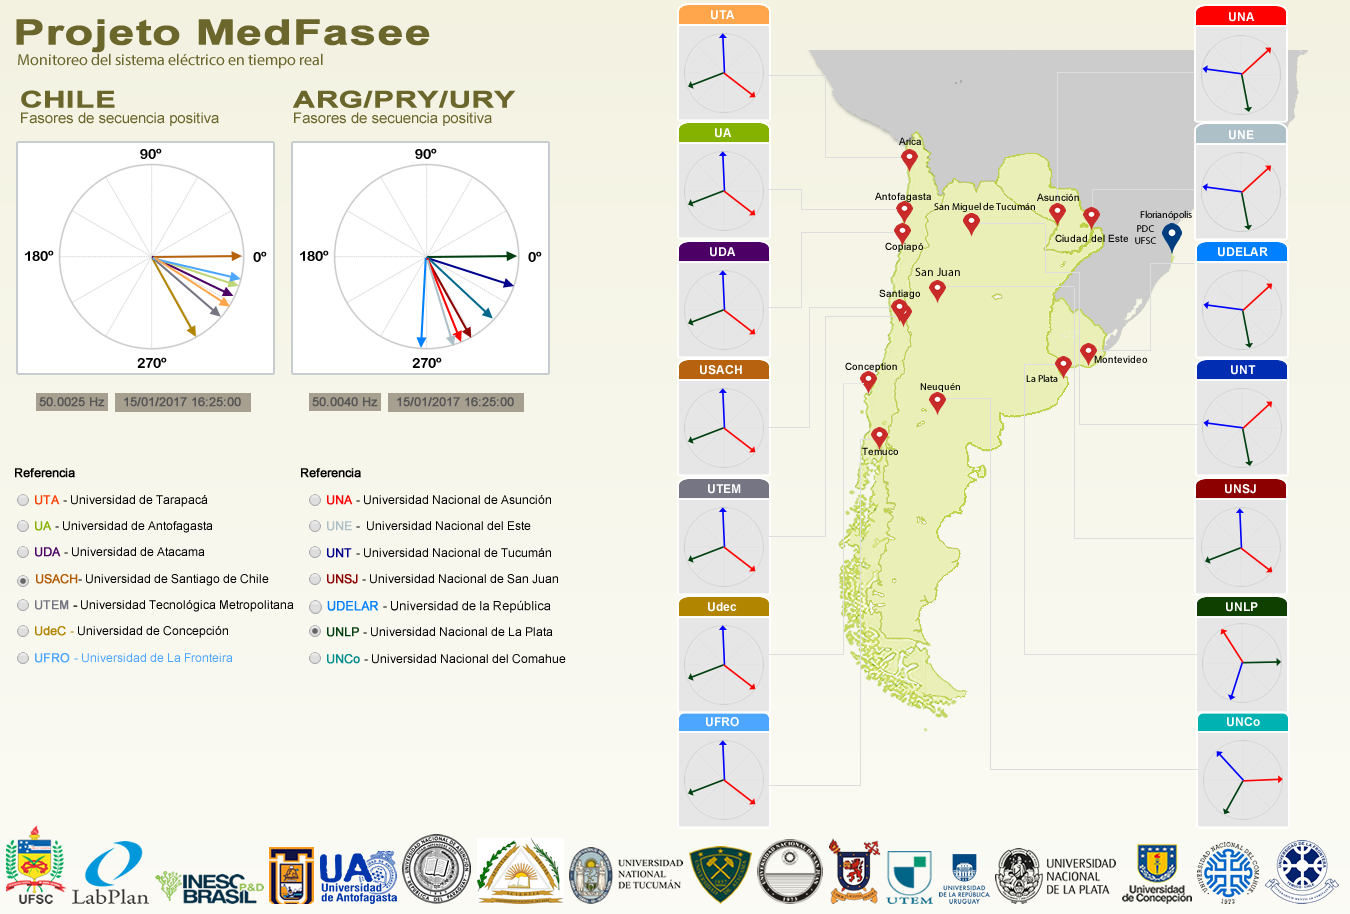 Projeto MedFasee
Monitoreo del sistema eléctrico en tiempo real
CHILE
Fasores de secuencia positiva
90º
180º
0º
270º
50.0025 Hz
15/01/2017 16:25:00
ARG/PRY/URY
Fasores de secuencia positiva
90º
180º
0º
270º
50.0040 Hz
15/01/2017 16:25:00
Referencia
UTA - Universidad de Tarapacá
UA - Universidad de Antofagasta
UDA - Universidad de Atacama
USACH- Universidad de Santiago de Chile
UTEM - Universidad Tecnológica Metropolitana
UdeC - Universidad de Concepción
UFRO - Universidad de La Fronteira
Referencia
UNA - Universidad Nacional de Asunción
UNE - Universidad Nacional del Este
UNT - Universidad Nacional de Tucumán
UNSJ - Universidad Nacional de San Juan
UDELAR - Universidad de la República
UNLP - Universidad Nacional de La Plata
UNCo - Universidad Nacional del Comahue
UTA
UA
UDA
USACH
UTEM
Udec
UFRO
Arica
Antofagasta
San Miguel de Tucumán
Asunción
Florianópolis
PDC
UFSC
Ciudad del Este
Copiapó
San Juan
Santiago
Montevideo
Conception
La Plata
Neuquén
Temuco
UNA
UNE
UDELAR
UNT
UNSJ
UNLP
UNCo
UFSC
LabPlan
INESC P&D
BRASIL
UA
Universidad
de Antofagasta
UNIVERSIDAD
NACIONAL
DE TUCUMÁN
UTEM
UNIVERSIDAD
DE LA REPÚBLICA
URUGUAY
UNIVERSIDAD
NACIONAL
DE LA PLATA
Universidad
de Concepción